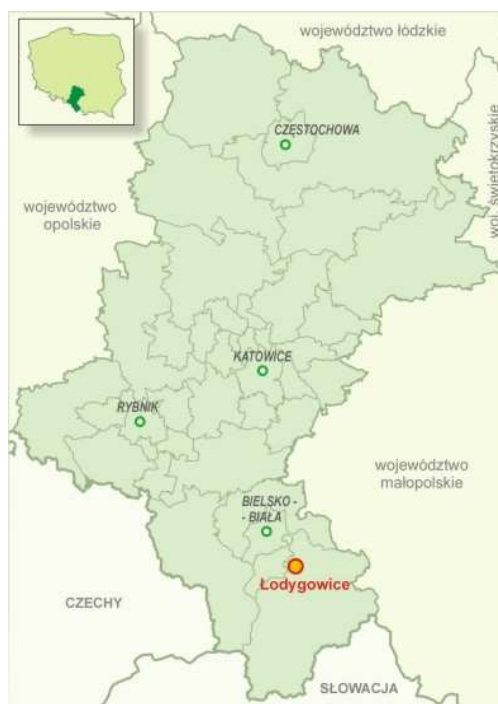 województwo łódzkie
CZĘSTOCHOWA
woj. świętokrzyskie
województwo
opolskie
KATOWICE
RYBNIK
województwo
małopolskie
BIELSKO -
- BIAŁA
Łodygowice
CZECHY
SŁOWACJA